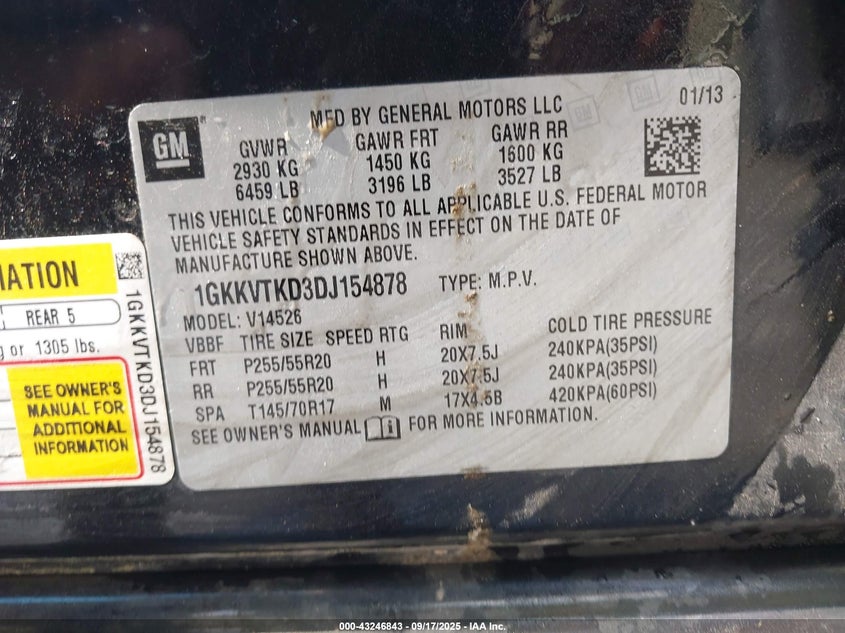 MFD BY GENERAL MOTORS LLC
01/13
GM
GVWR GAWR FRT GAWR RR
2930 KG 1450 KG 1600 KG
6459 LB 3196 LB 3527 LB
THIS VEHICLE CONFORMS TO ALL APPLICABLE U.S. FEDERAL MOTOR
VEHICLE SAFETY STANDARDS IN EFFECT ON THE DATE OF
MANUFACTURE SHOWN ABOVE.
1GKKVTKD3DJ154878 TYPE: M.P.V.
MODEL: V14526
VBBF TIRE SIZE SPEED RTG RIM COLD TIRE PRESSURE
FRT P255/55R20 H 20X7.5J 240KPA(35PSI)
RR P255/55R20 H 20X7.5J 240KPA(35PSI)
SPA T145/70R17 M 17X4.5B 420KPA(60PSI)
SEE OWNER'S MANUAL i FOR MORE INFORMATION.
MATION
REAR 5
g or 1305 lbs.
SEE OWNER'S
MANUAL FOR
ADDITIONAL
INFORMATION
1GKKVTKD3DJ154878
000-43246843 - 09/17/2025 - IAA Inc.